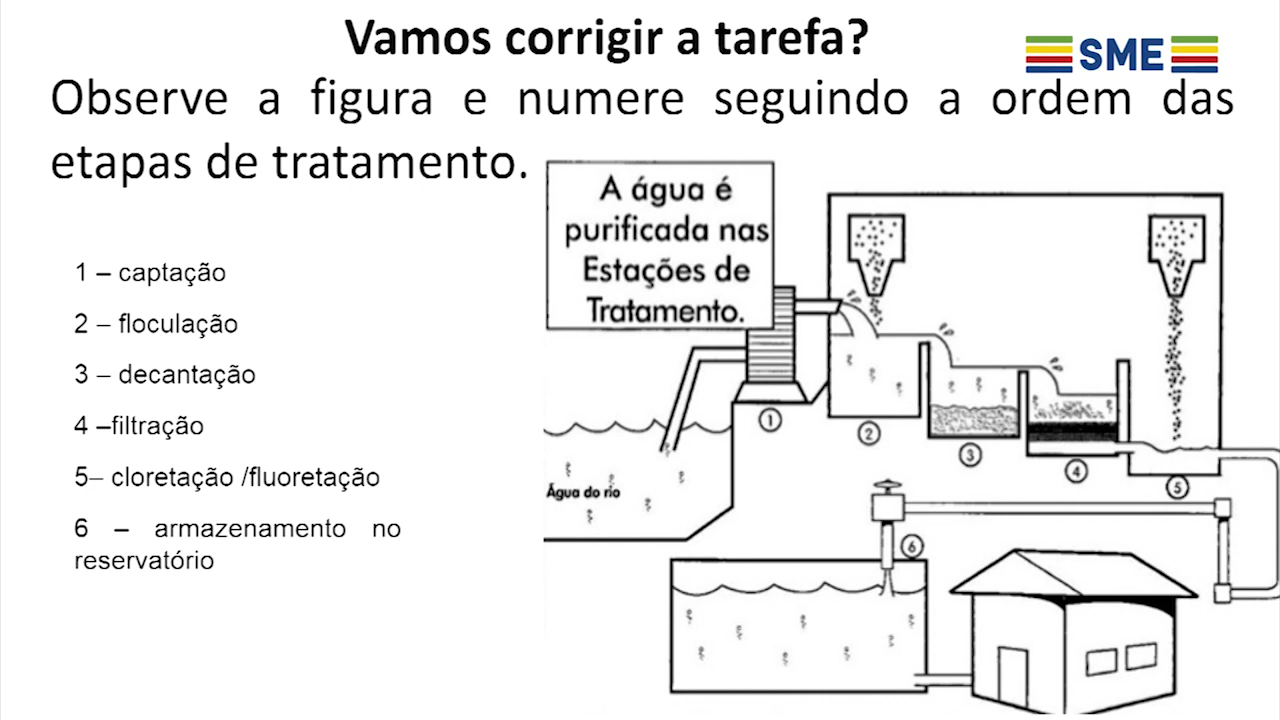 Vamos corrigir a tarefa?
SME
Observe a figura e numere seguindo a ordem das
etapas de tratamento.
A água é
purificada nas
Estações de
Tratamento.
1 – captação
2 – floculação
3 – decantação
4 –filtração
5– cloretação /fluoretação
6 – armazenamento no
reservatório
1
2
3
4
5
Água do rio
6